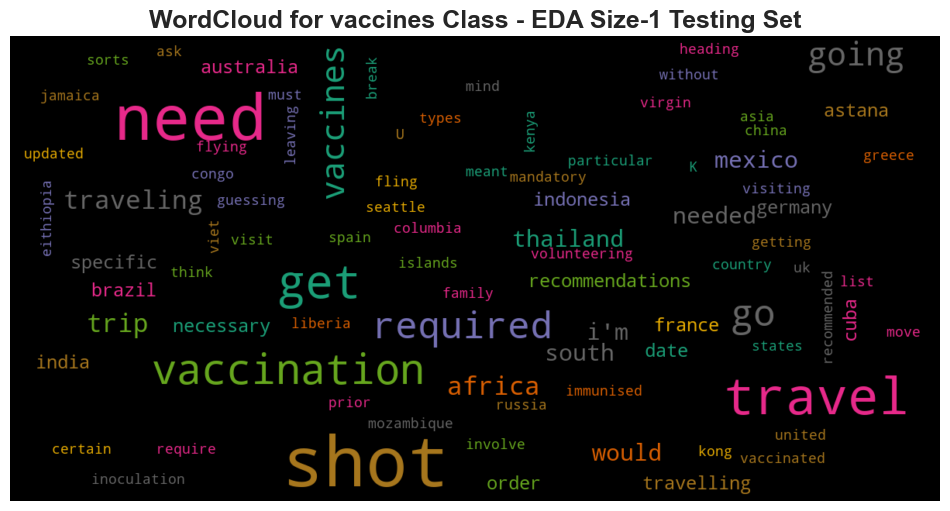 WordCloud for vaccines Class - EDA Size-1 Testing Set
sorts
ask
australia
vaccines
break
mind
heading
without
going
jamaica
need
must
leaving
flying
U
types
kenya
virgin
asia
china
astana
updated
congo
meant
mandatory
particular
K
mexico
greece
eithiopia
traveling
guessing
fling
seattle
indonesia
visiting
needed
germany
viet
visit
spain
columbia
thailand
volunteering
getting
specific
think
islands
recommendations
country
uk
recommended
list
brazil
get
family
cuba
trip
necessary
liberia
required
i'm
france
go
move
india
south
date
states
vaccination
africa
immunised
travel
prior
russia
mozambique
certain
require
shot
involve
would
kong
united
vaccinated
inoculation
order
travelling